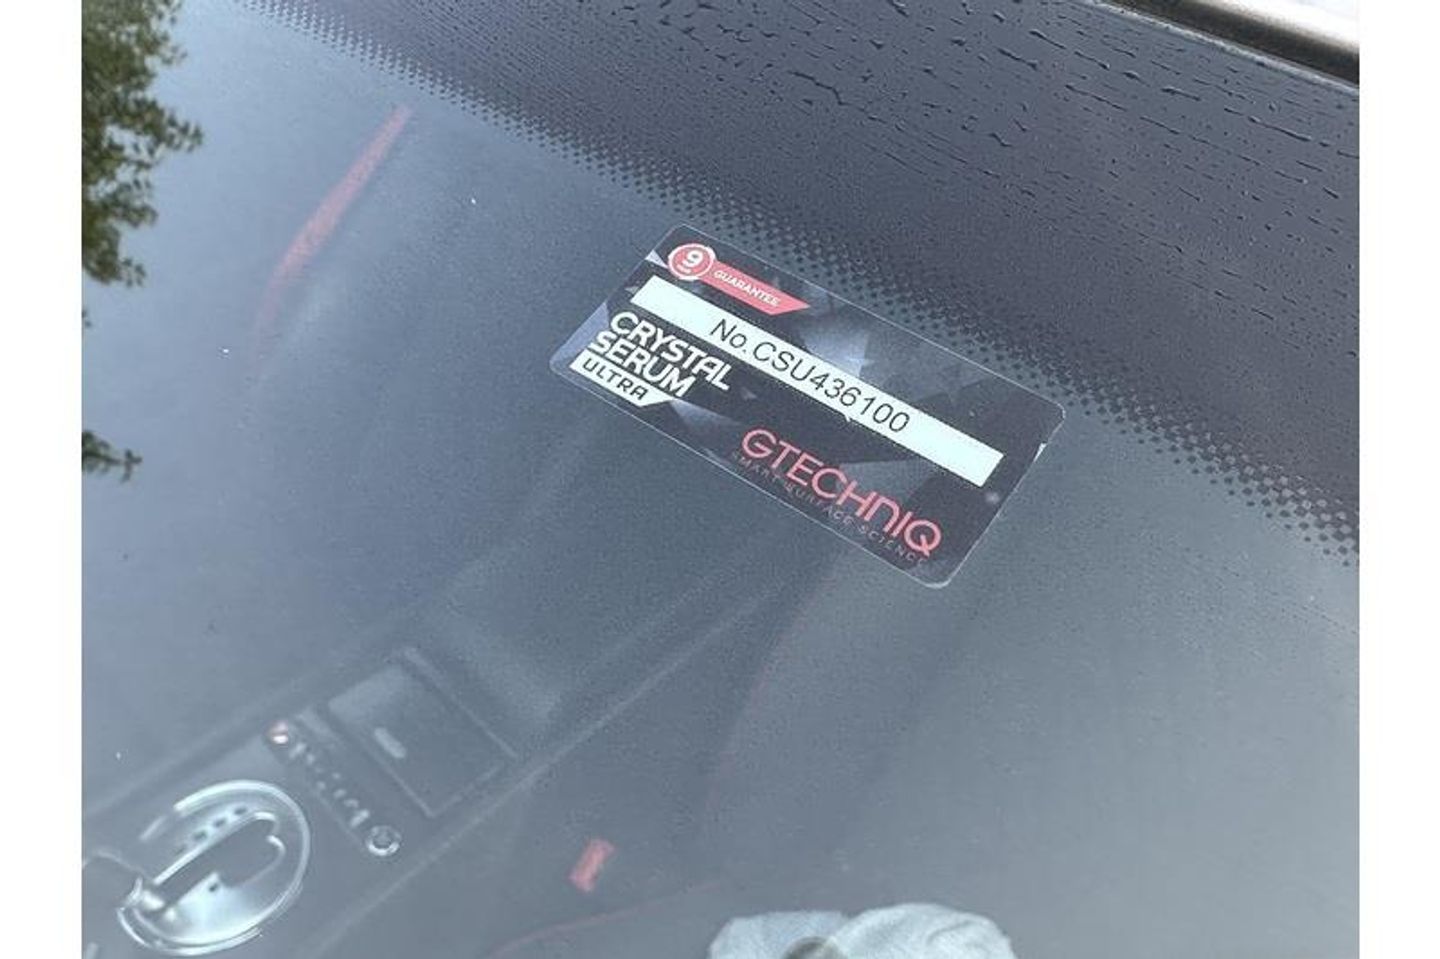 9
GUARANTEE
No.CSU436100
CRYSTAL
SERUM
ULTRA
GTECHNIQ
SMART SURFACE SCIENCE